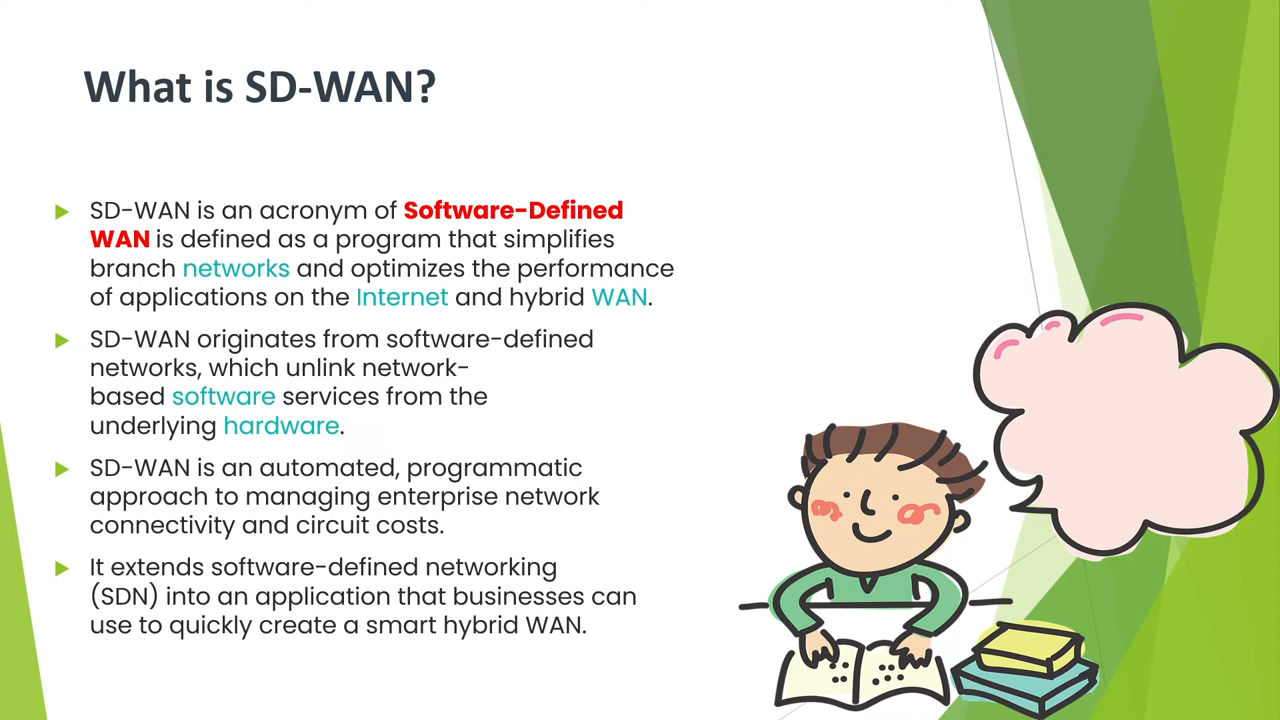 What is SD-WAN?
SD-WAN is an acronym of Software-Defined
WAN is defined as a program that simplifies
branch networks and optimizes the performance
of applications on the Internet and hybrid WAN.
SD-WAN originates from software-defined
networks, which unlink network-
based software services from the
underlying hardware.
SD-WAN is an automated, programmatic
approach to managing enterprise network
connectivity and circuit costs.
It extends software-defined networking
(SDN) into an application that businesses can
use to quickly create a smart hybrid WAN.